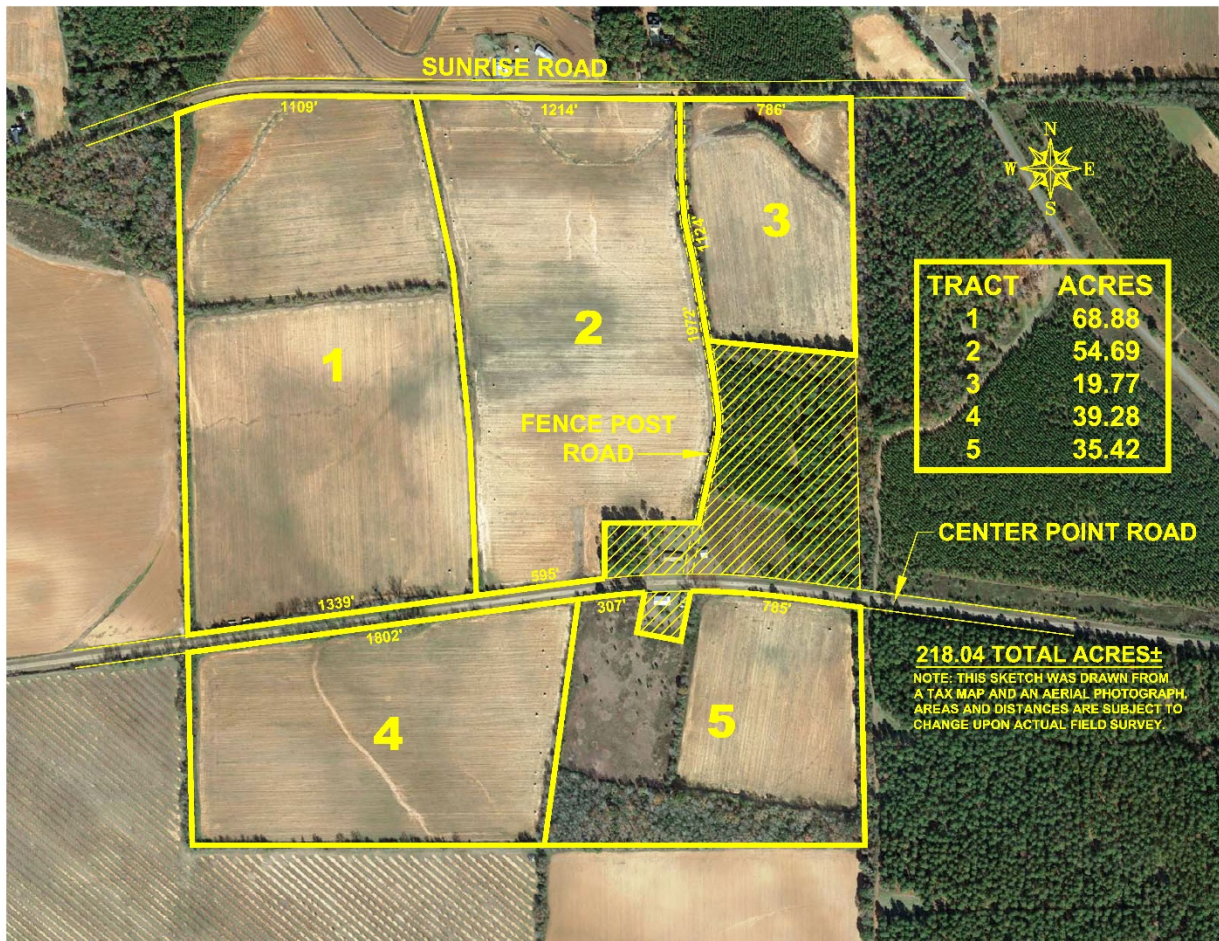 SUNRISE ROAD
1109'
1214'
786'
N
W E
S
3
1124'
TRACT ACRES
1 68.88
2 54.69
3 19.77
4 39.28
5 35.42
2
1972'
1
FENCE POST
ROAD
CENTER POINT ROAD
595'
1339'
307'
785'
1802'
218.04 TOTAL ACRES±
NOTE: THIS SKETCH WAS DRAWN FROM
A TAX MAP AND AN AERIAL PHOTOGRAPH.
AREAS AND DISTANCES ARE SUBJECT TO
CHANGE UPON ACTUAL FIELD SURVEY.
4
5